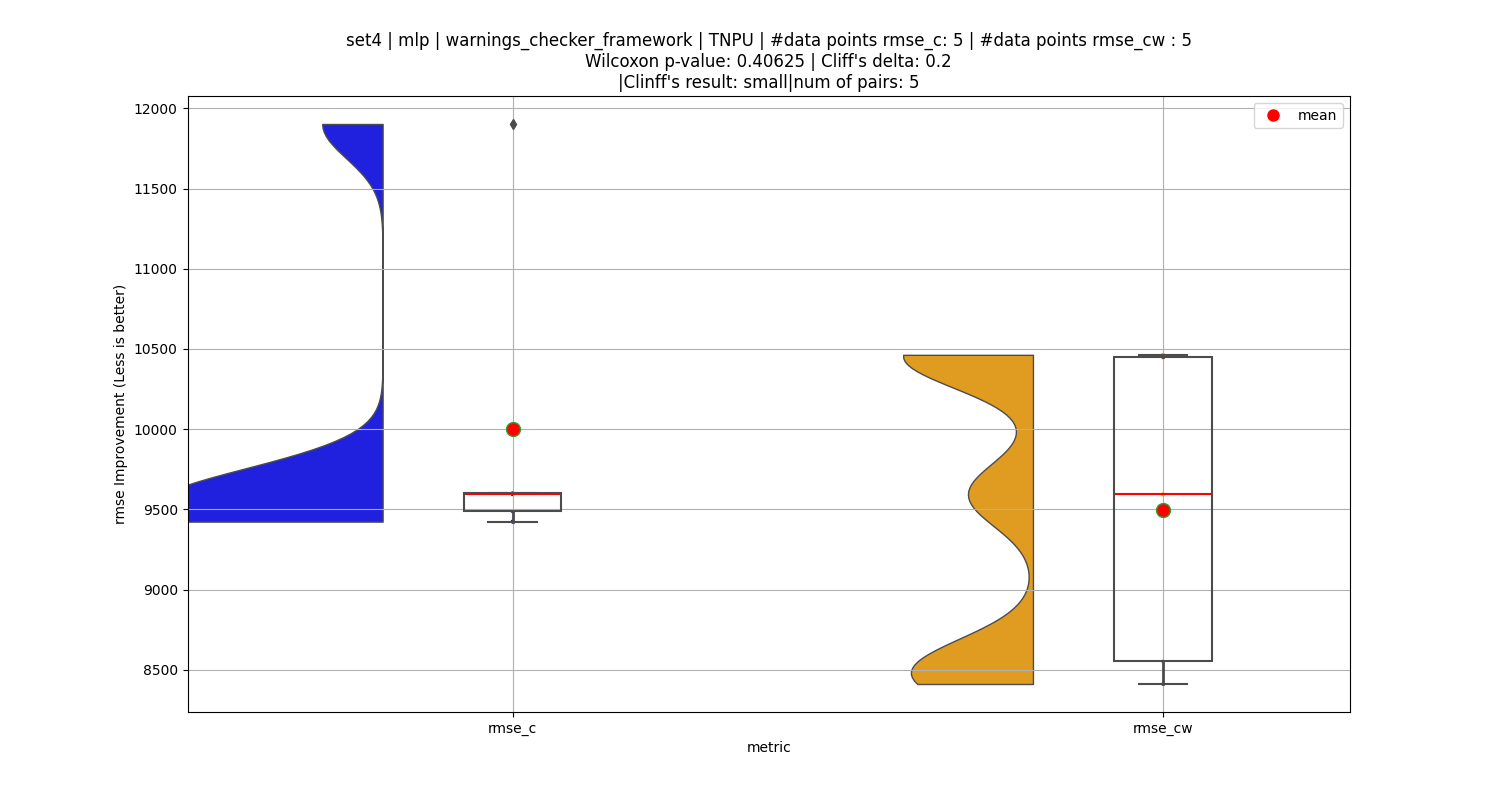 set4 | mlp | warnings_checker_framework | TNPU | #data points rmse_c: 5 | #data points rmse_cw : 5
Wilcoxon p-value: 0.40625 | Cliff's delta: 0.2
|Clinff's result: small|num of pairs: 5
mean
12000
11500
11000
10500
10000
9500
9000
8500
rmse Improvement (Less is better)
rmse_c
rmse_cw
metric